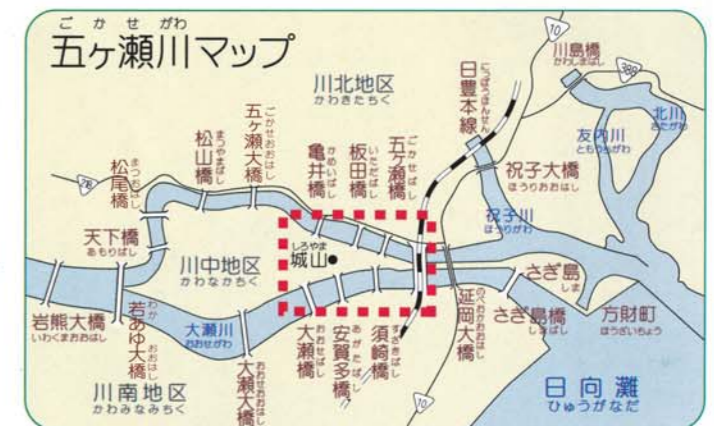 ごかせがわ
五ヶ瀬川マップ
川北地区
かわきたちく
五ヶ瀬大橋
ごかせおおはし
松山橋
まつやまばし
松尾橋
まつおばし
28
天下橋
あもりばし
亀井橋
かめいばし
板田橋
いただばし
五ヶ瀬橋
ごかせばし
日豊本線
にっぽうほんせん
10
川島橋
かわしまばし
388
北川
きたがわ
友内川
ともうちがわ
祝子大橋
ほうりおおはし
祝子川
ほうりがわ
しろやま
城山
川中地区
かわなかちく
岩熊大橋
いわくまおおはし
若あゆ大橋
わかあゆおおはし
大瀬川
おおせがわ
大瀬大橋
おおせおおはし
大瀬橋
おおせばし
安賀多橋
あがたばし
須崎橋
すざきばし
延岡大橋
のべおかおおはし
さぎ島
しま
さぎ島橋
しまばし
方財町
ほうざいちょう
川南地区
かわみなみちく
10
日向灘
ひゅうがなだ